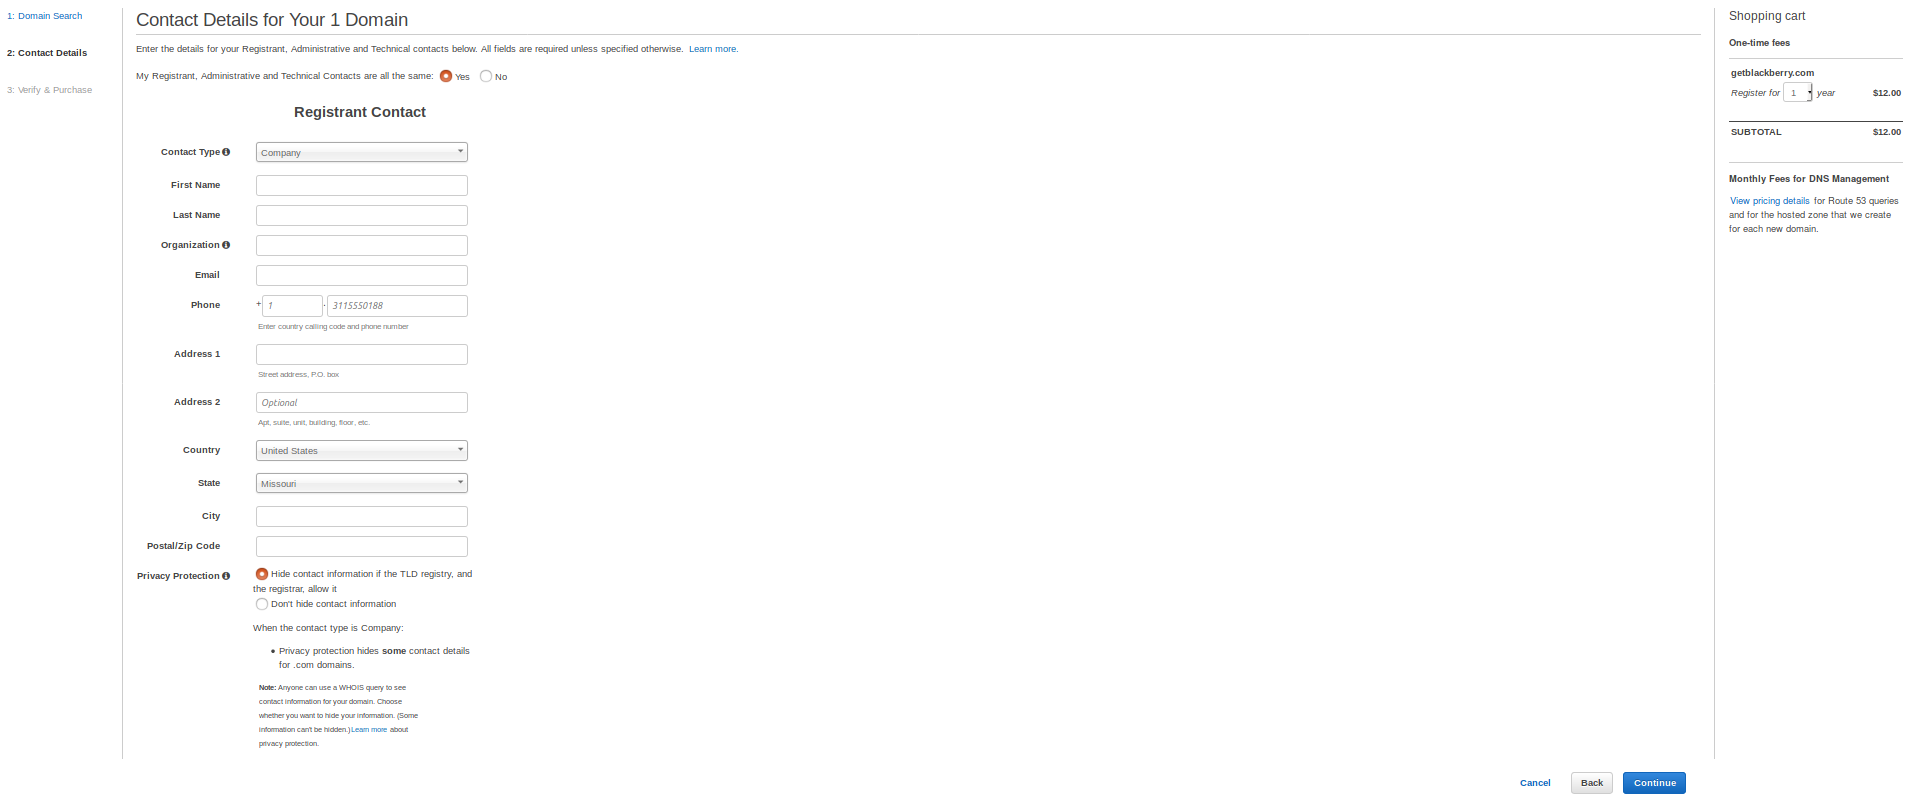 1: Domain Search
2: Contact Details
3: Verify & Purchase
Contact Details for Your 1 Domain
Enter the details for your Registrant, Administrative and Technical contacts below. All fields are required unless specified otherwise. Learn more.
My Registrant, Administrative and Technical Contacts are all the same: Yes No
Registrant Contact
Contact Type Company
First Name
Last Name
Organization
Email
Phone + 1 . 3115550188
Enter country calling code and phone number
Address 1
Street address, P.O. box
Address 2 Optional
Apt, suite, unit, building, floor, etc.
Country United States
State Missouri
City
Postal/Zip Code
Privacy Protection Hide contact information if the TLD registry, and
the registrar, allow it
Don't hide contact information
When the contact type is Company:
• Privacy protection hides some contact details
for .com domains.
Note: Anyone can use a WHOIS query to see
contact information for your domain. Choose
whether you want to hide your information. (Some
information can't be hidden.) Learn more about
privacy protection.
Cancel Back Continue
Shopping cart
One-time fees
getblackberry.com
Register for 1 year $12.00
SUBTOTAL $12.00
Monthly Fees for DNS Management
View pricing details for Route 53 queries
and for the hosted zone that we create
for each new domain.